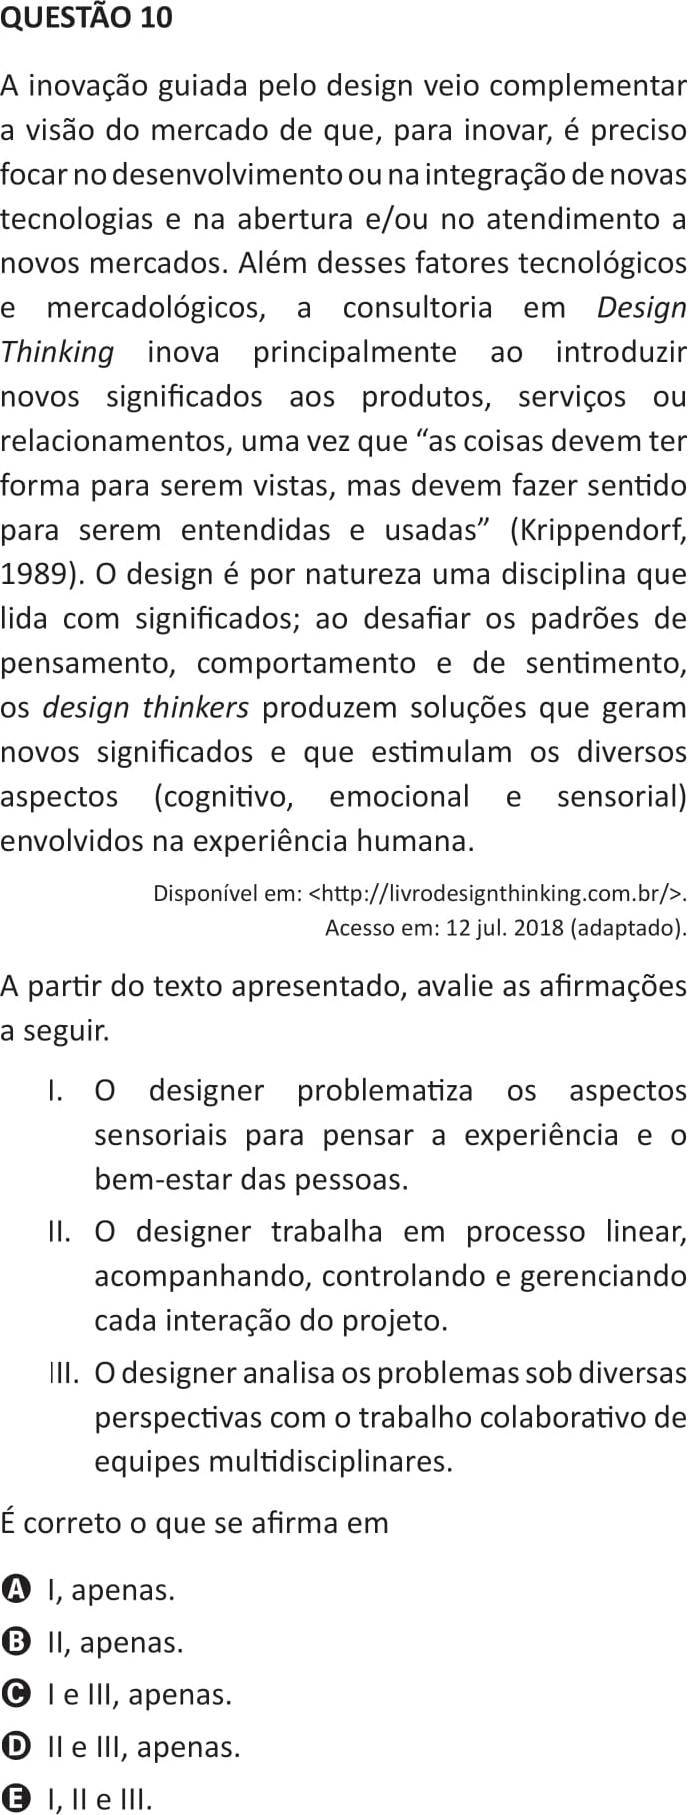 QUESTÃO 10
A inovação guiada pelo design veio complementar
a visão do mercado de que, para inovar, é preciso
focar no desenvolvimento ou na integração de novas
tecnologias e na abertura e/ou no atendimento a
novos mercados. Além desses fatores tecnológicos
e mercadológicos, a consultoria em Design
Thinking inova principalmente ao introduzir
novos significados aos produtos, serviços ou
relacionamentos, uma vez que “as coisas devem ter
forma para serem vistas, mas devem fazer sentido
para serem entendidas e usadas” (Krippendorf,
1989). O design é por natureza uma disciplina que
lida com significados; ao desafiar os padrões de
pensamento, comportamento e de sentimento,
os design thinkers produzem soluções que geram
novos significados e que estimulam os diversos
aspectos (cognitivo, emocional e sensorial)
envolvidos na experiência humana.
Disponível em: <http://livrodesignthinking.com.br/>.
Acesso em: 12 jul. 2018 (adaptado).
A partir do texto apresentado, avalie as afirmações
a seguir.
I. O designer problematiza os aspectos
sensoriais para pensar a experiência e o
bem-estar das pessoas.
II. O designer trabalha em processo linear,
acompanhando, controlando e gerenciando
cada interação do projeto.
III. O designer analisa os problemas sob diversas
perspectivas com o trabalho colaborativo de
equipes multidisciplinares.
É correto o que se afirma em
A I, apenas.
B II, apenas.
C I e III, apenas.
D II e III, apenas.
E I, II e III.